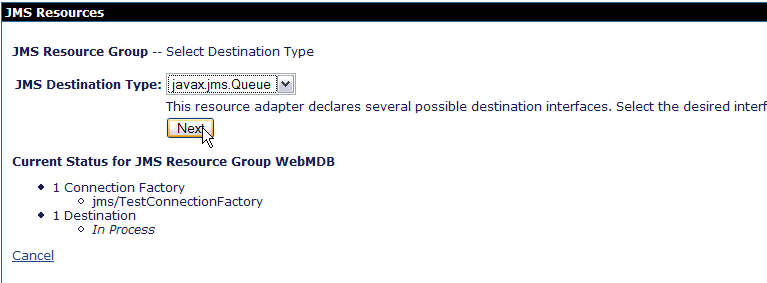 JMS Resources
JMS Resource Group -- Select Destination Type
JMS Destination Type: javax.jms.Queue
This resource adapter declares several possible destination interfaces. Select the desired interf
Next
Current Status for JMS Resource Group WebMDB
1 Connection Factory
jms/TestConnectionFactory
1 Destination
In Process
Cancel